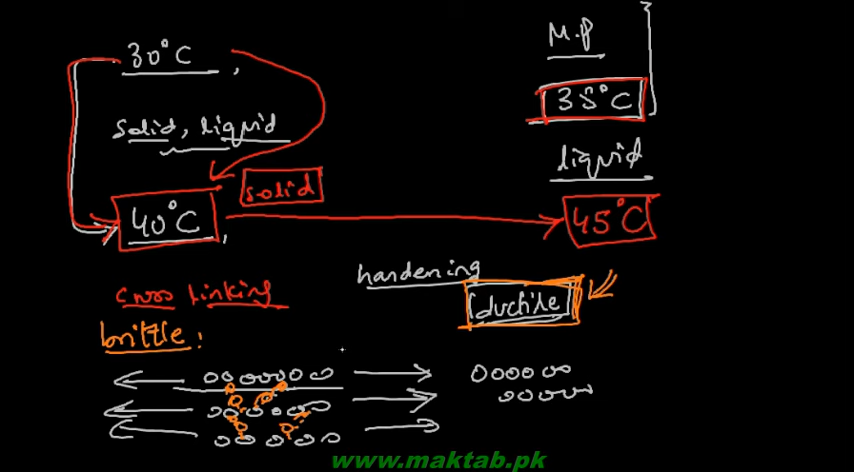 30°C,
M.P
35°C
solid, liquid
liquid
solid
40°C,
45°C
hardening
cross linking
ductile
brittle:
www.maktab.pk